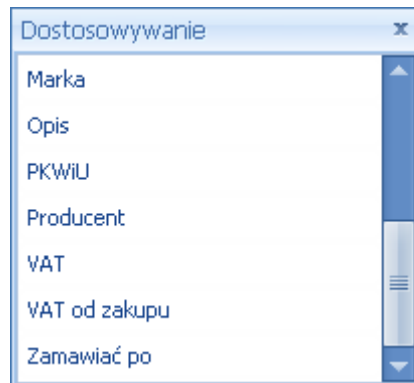 Dostosowywanie
Marka
Opis
PKWiU
Producent
VAT
VAT od zakupu
Zamawiać po